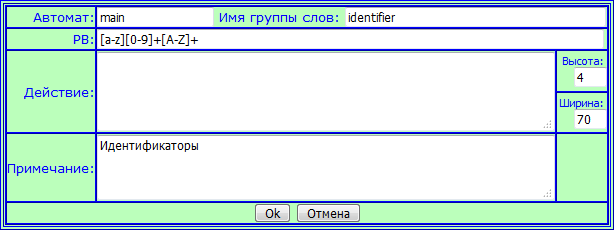 Автомат: main Имя группы слов: identifier
РВ: [a-z][0-9]+[A-Z]+
Действие:
Высота:
4
Ширина:
70
Примечание: Идентификаторы
Ok Отмена